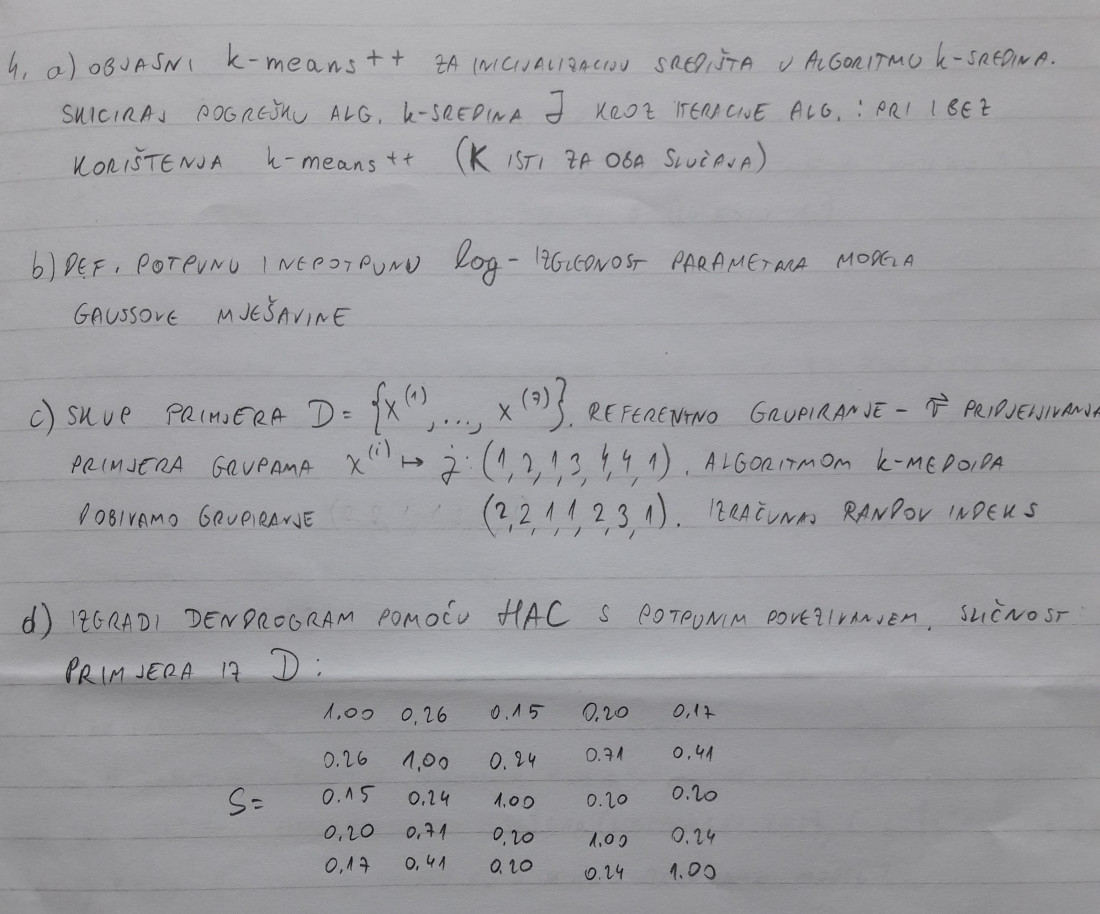 4. a) OBJASNI k-means++ ZA INICIJALIZACIJU SREDIŠTA U ALGORITMU k-SREDINA.
SKICIRAJ POGREŠKU ALG. k-SREDINA J KROZ ITERACIJE ALG. : PRI I BEZ
KORIŠTENJA k-means++ (K ISTI ZA OBA SLUČAJA)
b) DEF. POTPUNU I NEPOTPUNU log-IZGLEDNOST PARAMETARA MODELA
GAUSSOVE MJEŠAVINE
c) SKUP PRIMJERA D = {x^(1), ..., x^(7)}. REFERENTNO GRUPIRANJE - PRIDJELJIVANJA
PRIMJERA GRUPAMA x^(i) ↦ j : (1, 2, 1, 3, 4, 4, 1). ALGORITMOM k-MEDOIDA
DOBIVAMO GRUPIRANJE (2, 2, 1, 1, 2, 3, 1). IZRAČUNAJ RANDOV INDEKS
d) IZGRADI DENDROGRAM POMOĆU HAC S POTPUNIM POVEZIVANJEM. SLIČNOST
PRIMJERA IZ D :
1.00 0,26 0.15 0,20 0,17
0.26 1,00 0.24 0.71 0,41
S= 0.15 0,24 1.00 0.20 0.20
0,20 0,71 0,20 1,00 0.24
0,17 0,41 0.20 0.24 1.00